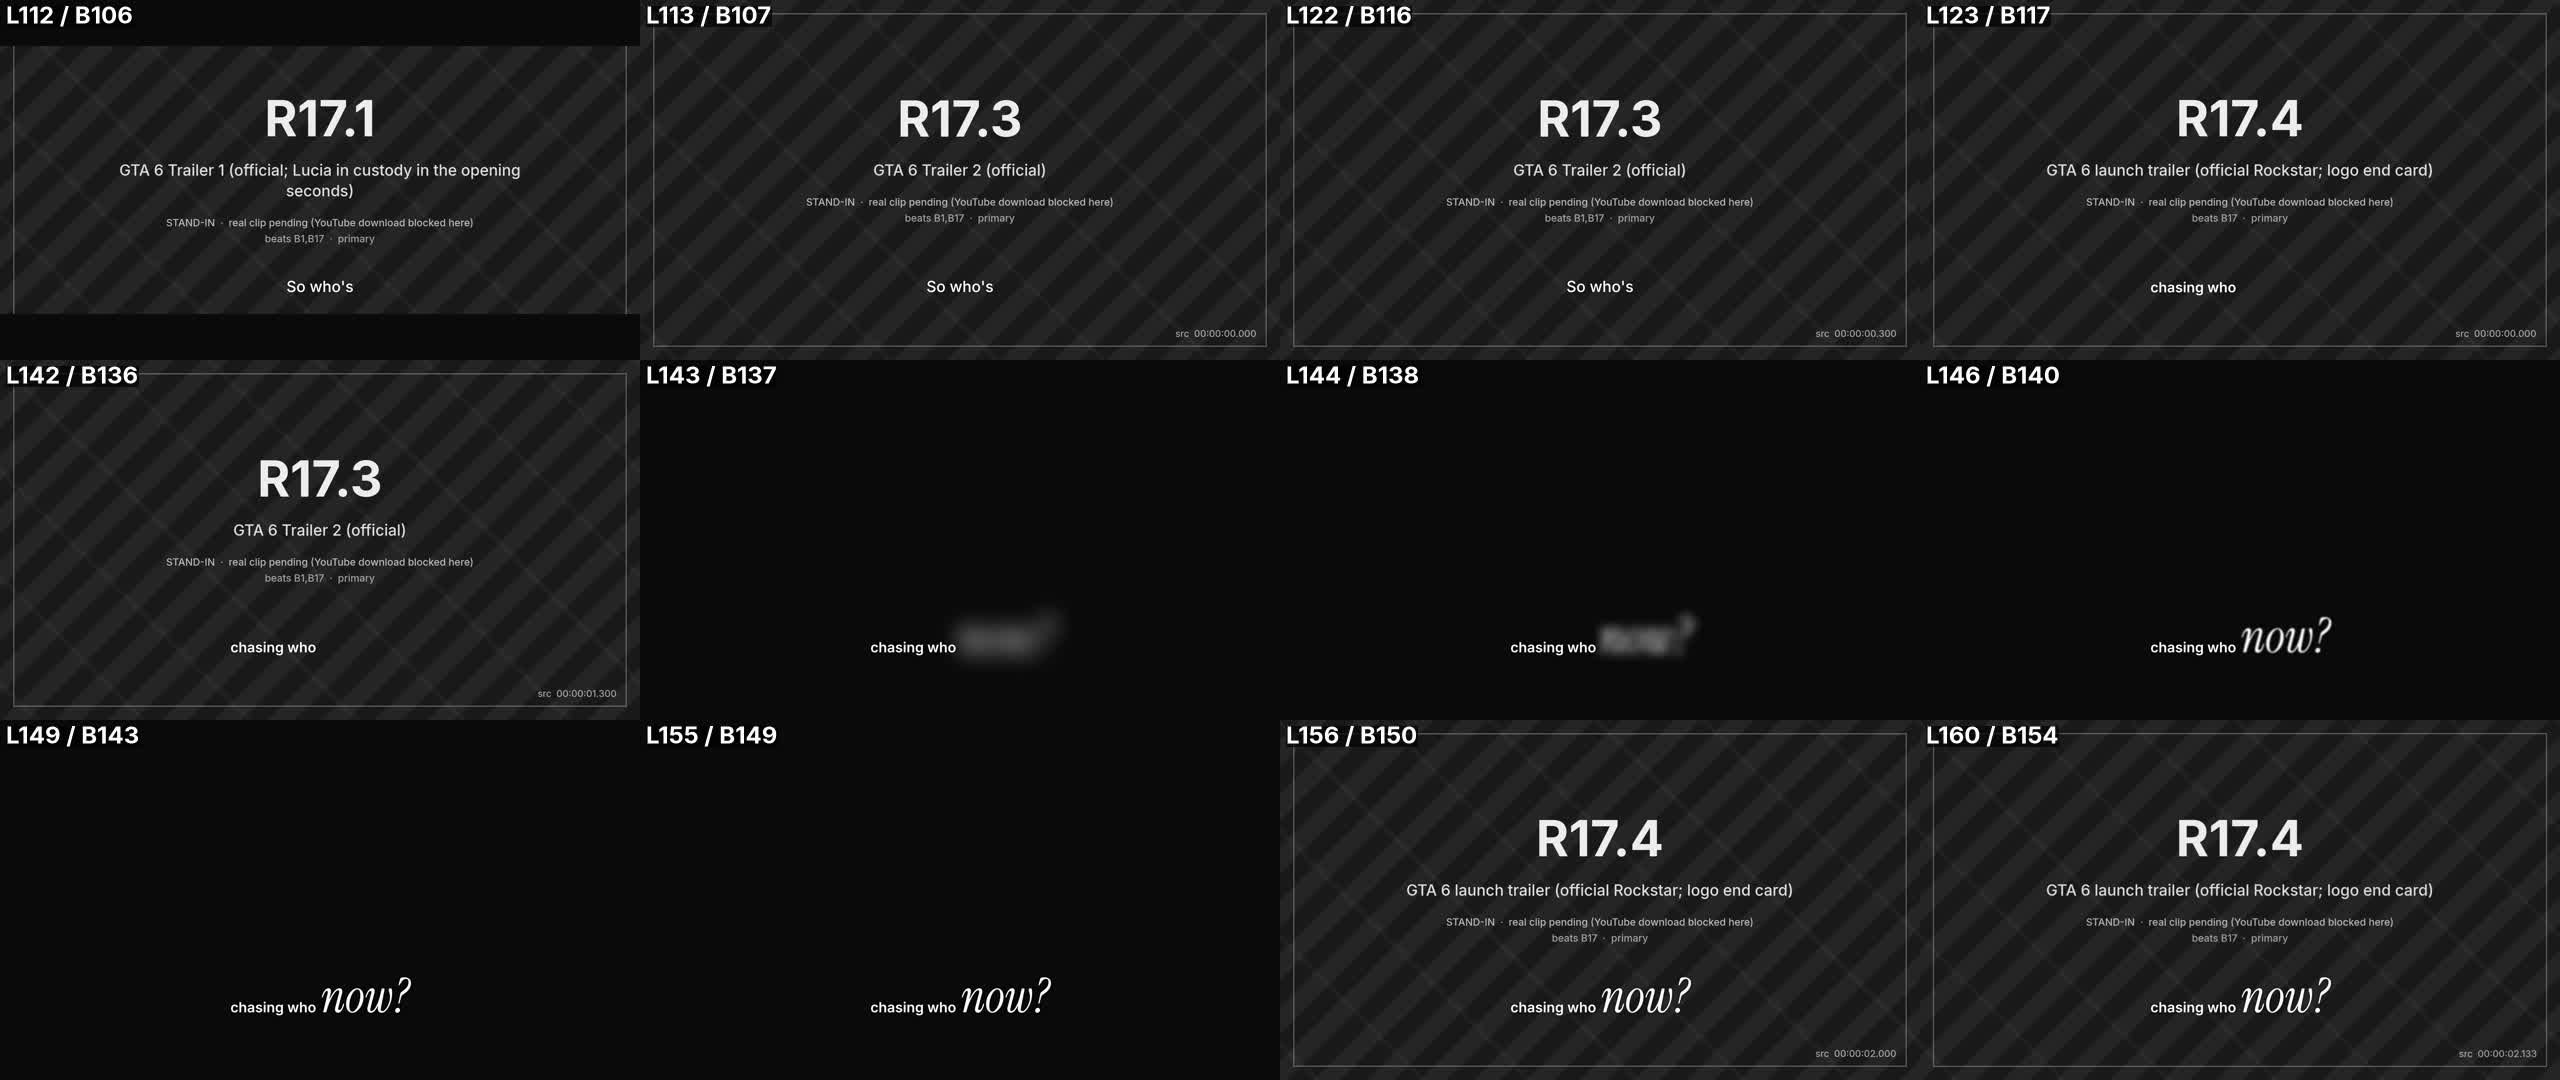 L112 / B106
R17.1
GTA 6 Trailer 1 (official; Lucia in custody in the opening
seconds)
STAND-IN · real clip pending (YouTube download blocked here)
beats B1,B17 · primary
So who's
L113 / B107
R17.3
GTA 6 Trailer 2 (official)
STAND-IN · real clip pending (YouTube download blocked here)
beats B1,B17 · primary
So who's
src 00:00:00.000
L122 / B116
R17.3
GTA 6 Trailer 2 (official)
STAND-IN · real clip pending (YouTube download blocked here)
beats B1,B17 · primary
So who's
src 00:00:00.300
L123 / B117
R17.4
GTA 6 launch trailer (official Rockstar; logo end card)
STAND-IN · real clip pending (YouTube download blocked here)
beats B1,B17 · primary
chasing who
src 00:00:00.000
L142 / B136
R17.3
GTA 6 Trailer 2 (official)
STAND-IN · real clip pending (YouTube download blocked here)
beats B1,B17 · primary
chasing who
src 00:00:01.300
L143 / B137
chasing who
L144 / B138
chasing who now?
L146 / B140
chasing who now?
L149 / B143
chasing who now?
L155 / B149
chasing who now?
L156 / B150
R17.4
GTA 6 launch trailer (official Rockstar; logo end card)
STAND-IN · real clip pending (YouTube download blocked here)
beats B17 · primary
chasing who now?
src 00:00:02.000
L160 / B154
R17.4
GTA 6 launch trailer (official Rockstar; logo end card)
STAND-IN · real clip pending (YouTube download blocked here)
beats B17 · primary
chasing who now?
src 00:00:02.133